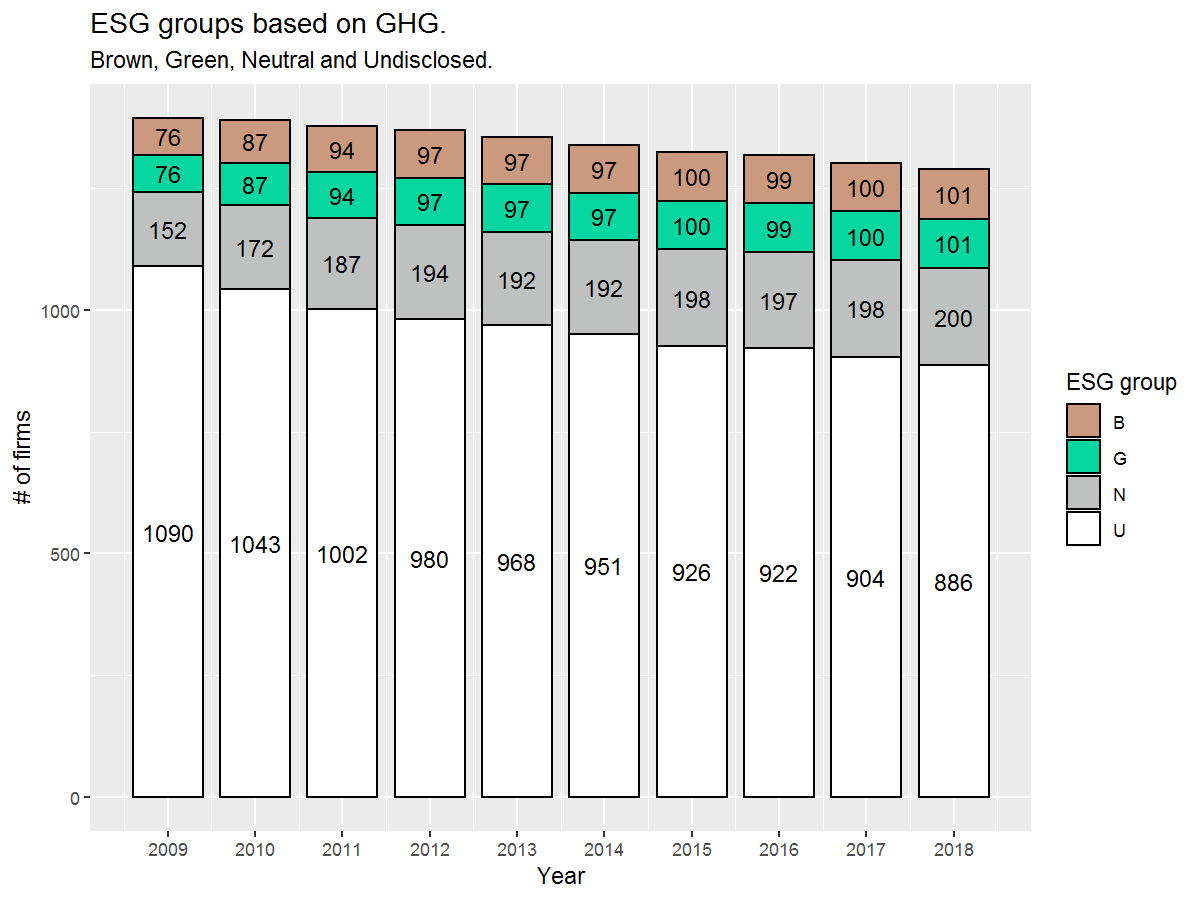 ESG groups based on GHG.
Brown, Green, Neutral and Undisclosed.
76 87 94 97 97 97 100 99 100 101
76 87 94 97 97 97 100 99 100 101
152 172 187 194 192 192 198 197 198 200
1090 1043 1002 980 968 951 926 922 904 886
1000
500
0
# of firms
2009 2010 2011 2012 2013 2014 2015 2016 2017 2018
Year
ESG group
B
G
N
U